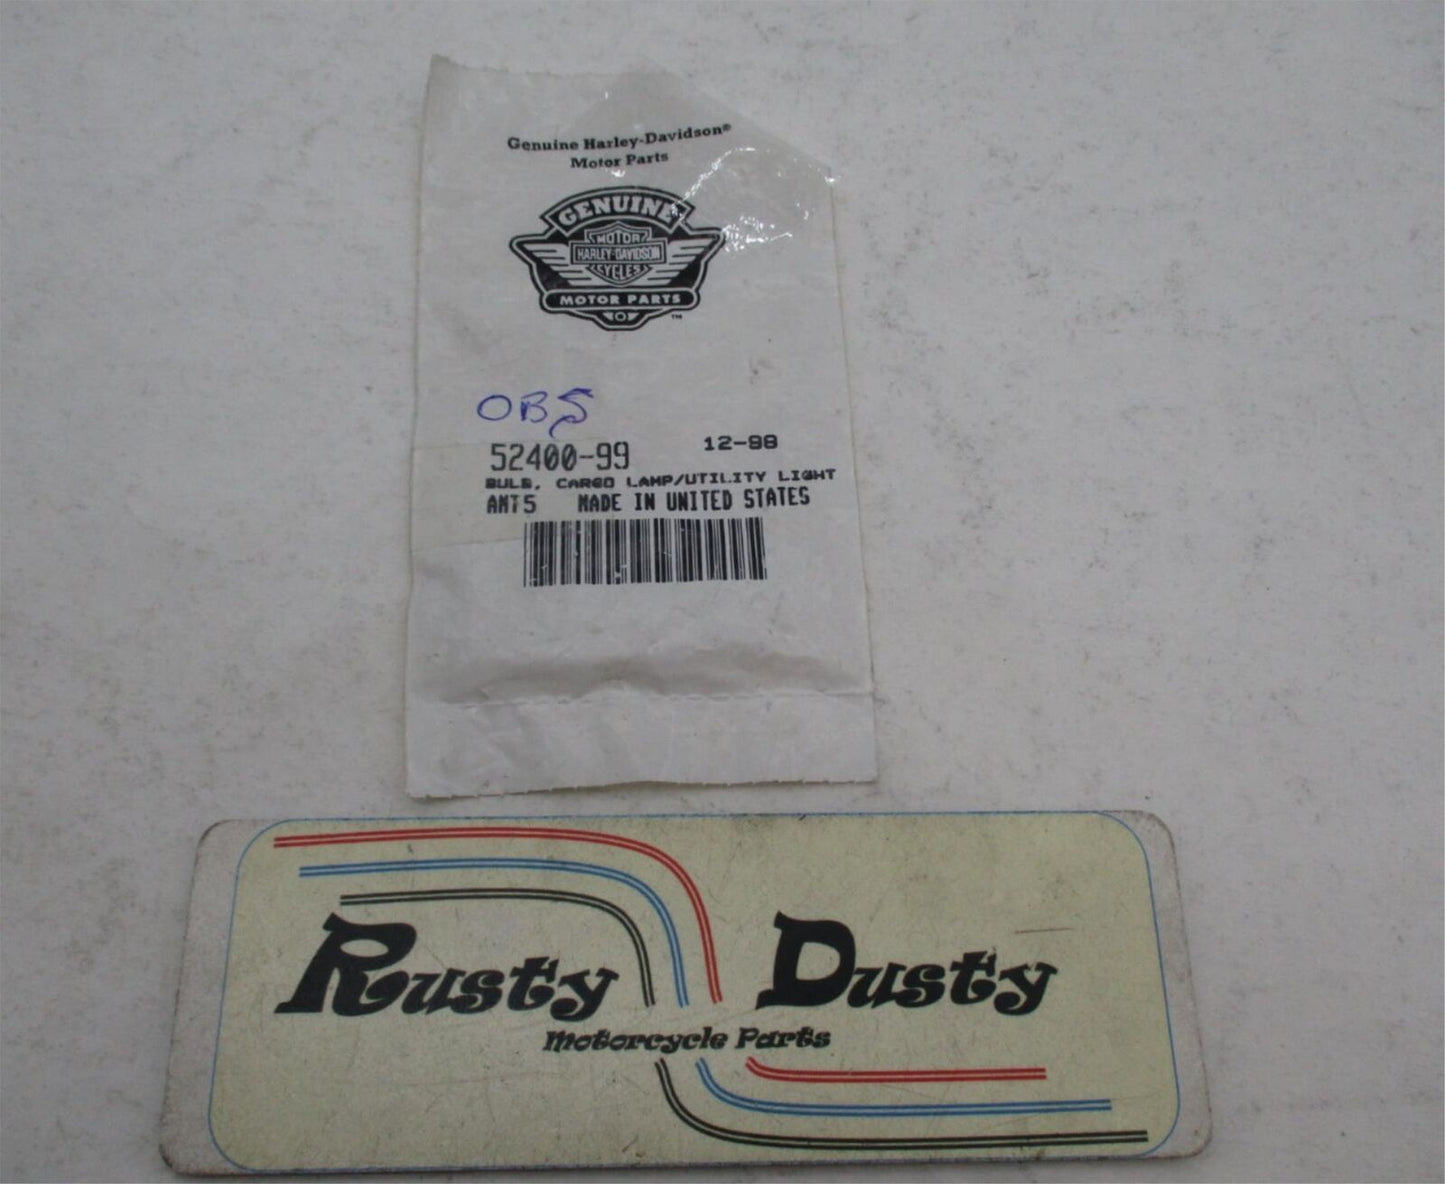 Genuine Harley-Davidson®
Motor Parts
GENUINE
MOTOR
HARLEY-DAVIDSON
CYCLES
MOTOR PARTS
™
OBS
52400-99 12-98
BULB, CARGO LAMP/UTILITY LIGHT
AMT5 MADE IN UNITED STATES
Rusty Dusty
Motorcycle Parts